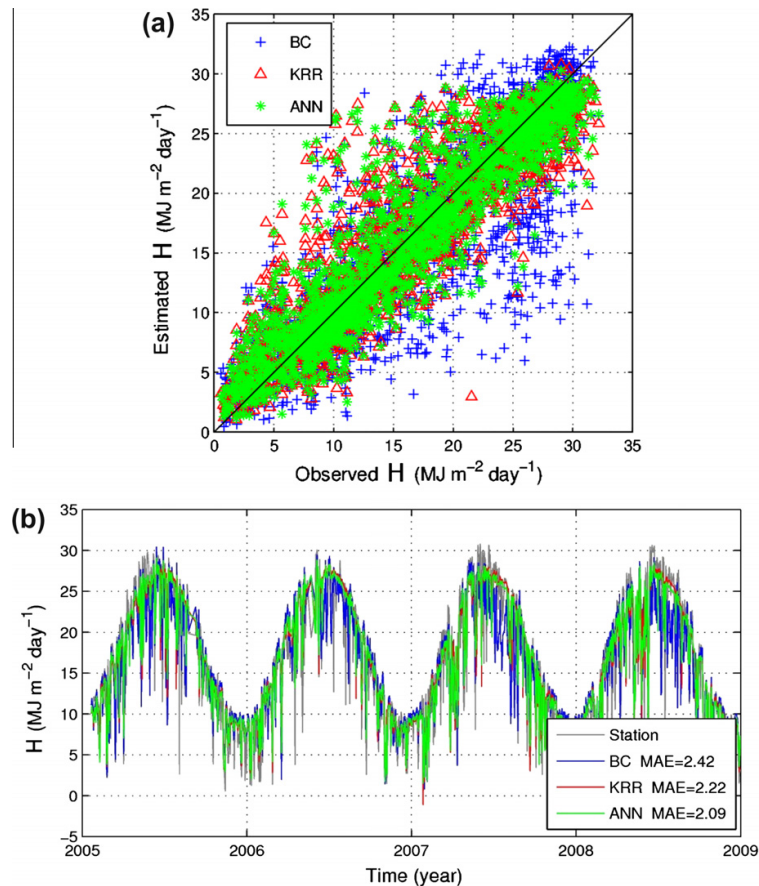 (a)
35
30
25
20
15
10
5
0
Estimated H (MJ m⁻² day⁻¹)
BC
KRR
ANN
0 5 10 15 20 25 30 35
Observed H (MJ m⁻² day⁻¹)
(b)
35
30
25
20
15
10
5
0
−5
H (MJ m⁻² day⁻¹)
Station
BC MAE=2.42
KRR MAE=2.22
ANN MAE=2.09
2005 2006 2007 2008 2009
Time (year)